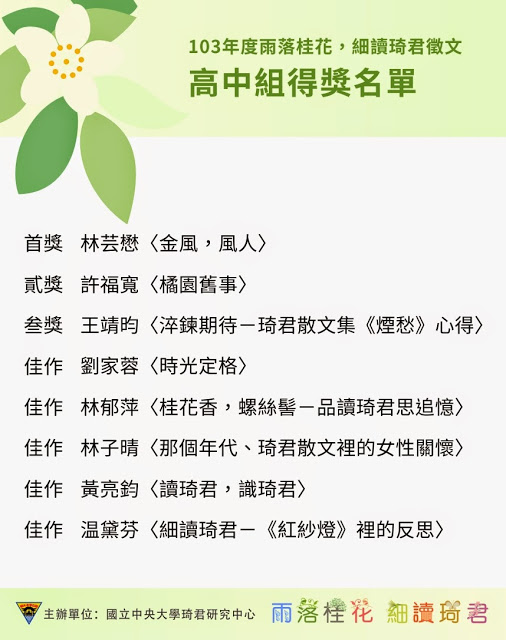 103年度雨落桂花，細讀琦君徵文
高中組得獎名單
首獎 林芸懋〈金風，風人〉
貳獎 許福寬〈橘園舊事〉
叁獎 王靖昀〈淬鍊期待－琦君散文集《煙愁》心得〉
佳作 劉家蓉〈時光定格〉
佳作 林郁萍〈桂花香，螺絲髻－品讀琦君思追憶〉
佳作 林子晴〈那個年代、琦君散文裡的女性關懷〉
佳作 黃亮鈞〈讀琦君，識琦君〉
佳作 温黛芬〈細讀琦君－《紅紗燈》裡的反思〉
主辦單位：國立中央大學琦君研究中心 雨落桂花 細讀琦君